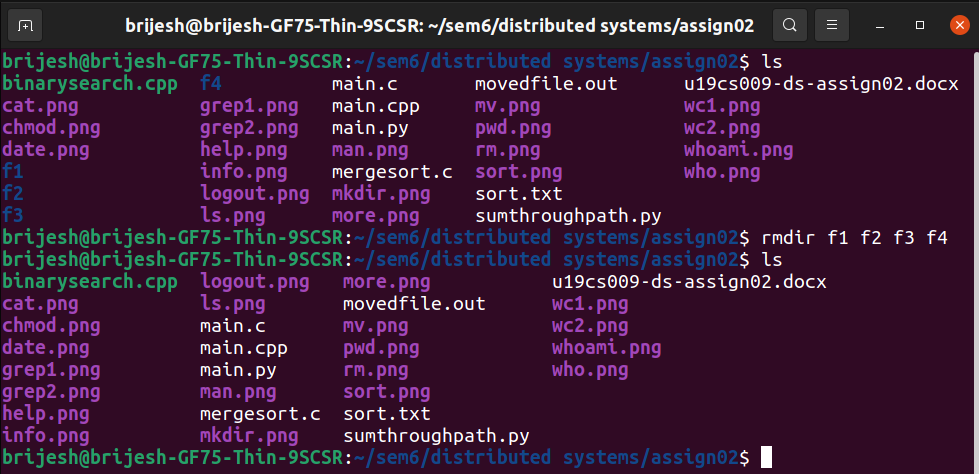 brijesh@brijesh-GF75-Thin-9SCSR: ~/sem6/distributed systems/assign02
brijesh@brijesh-GF75-Thin-9SCSR:~/sem6/distributed systems/assign02$ ls
binarysearch.cpp f4 main.c movedfile.out u19cs009-ds-assign02.docx
cat.png grep1.png main.cpp mv.png wc1.png
chmod.png grep2.png main.py pwd.png wc2.png
date.png help.png man.png rm.png whoami.png
f1 info.png mergesort.c sort.png who.png
f2 logout.png mkdir.png sort.txt
f3 ls.png more.png sumthroughpath.py
brijesh@brijesh-GF75-Thin-9SCSR:~/sem6/distributed systems/assign02$ rmdir f1 f2 f3 f4
brijesh@brijesh-GF75-Thin-9SCSR:~/sem6/distributed systems/assign02$ ls
binarysearch.cpp logout.png more.png u19cs009-ds-assign02.docx
cat.png ls.png movedfile.out wc1.png
chmod.png main.c mv.png wc2.png
date.png main.cpp pwd.png whoami.png
grep1.png main.py rm.png who.png
grep2.png man.png sort.png
help.png mergesort.c sort.txt
info.png mkdir.png sumthroughpath.py
brijesh@brijesh-GF75-Thin-9SCSR:~/sem6/distributed systems/assign02$